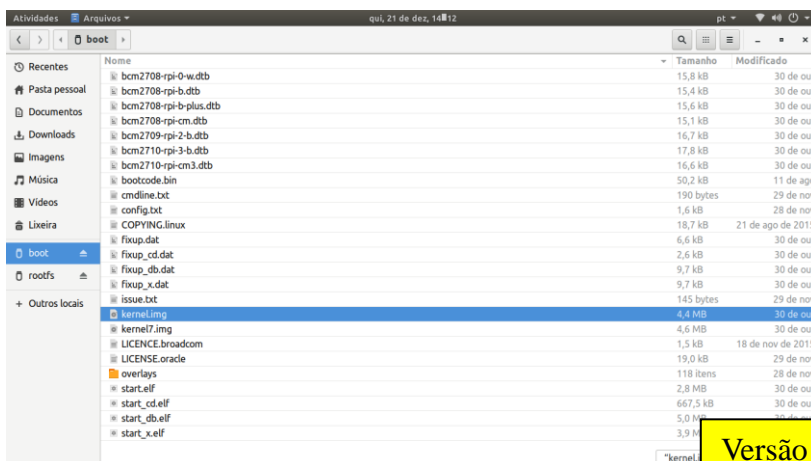 Atividades Arquivos qui, 21 de dez, 14 12 pt
boot
Recentes
Pasta pessoal
Documentos
Downloads
Imagens
Música
Vídeos
Lixeira
boot
rootfs
+ Outros locais
Nome Tamanho Modificado
bcm2708-rpi-0-w.dtb 15,8 kB 30 de ou
bcm2708-rpi-b.dtb 15,4 kB 30 de ou
bcm2708-rpi-b-plus.dtb 15,6 kB 30 de ou
bcm2708-rpi-cm.dtb 15,1 kB 30 de ou
bcm2709-rpi-2-b.dtb 16,7 kB 30 de ou
bcm2710-rpi-3-b.dtb 17,8 kB 30 de ou
bcm2710-rpi-cm3.dtb 16,6 kB 30 de ou
bootcode.bin 50,2 kB 11 de ag
cmdline.txt 190 bytes 29 de no
config.txt 1,6 kB 28 de no
COPYING.linux 18,7 kB 21 de ago de 2015
fixup.dat 6,6 kB 30 de ou
fixup_cd.dat 2,6 kB 30 de ou
fixup_db.dat 9,7 kB 30 de ou
fixup_x.dat 9,7 kB 30 de ou
issue.txt 145 bytes 29 de no
kernel.img 4,4 MB 30 de ou
kernel7.img 4,6 MB 30 de ou
LICENCE.broadcom 1,5 kB 18 de nov de 2015
LICENSE.oracle 19,0 kB 29 de no
overlays 118 itens 28 de no
start.elf 2,8 MB 30 de ou
start_cd.elf 667,5 kB 30 de ou
start_db.elf 5,0 M
start_x.elf 3,9 M
"kernel.i
Versão